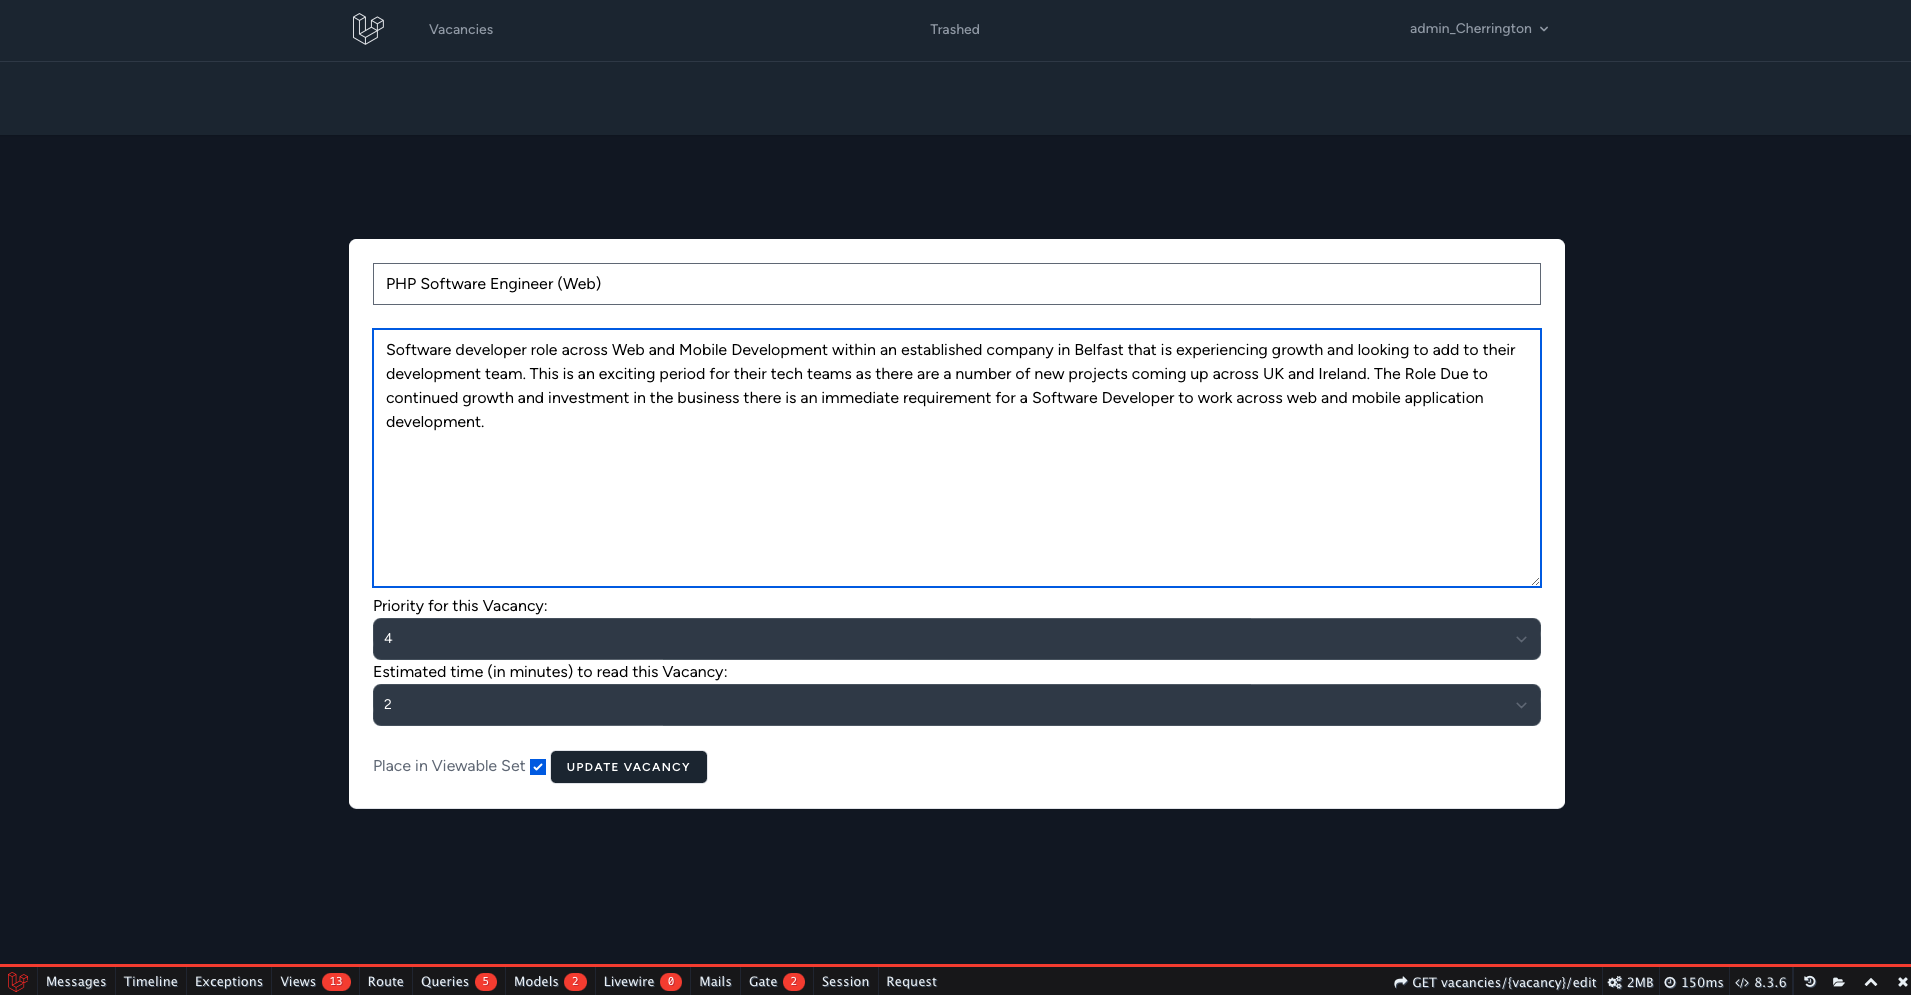 Vacancies
Trashed
admin_Cherrington
PHP Software Engineer (Web)
Software developer role across Web and Mobile Development within an established company in Belfast that is experiencing growth and looking to add to their
development team. This is an exciting period for their tech teams as there are a number of new projects coming up across UK and Ireland. The Role Due to
continued growth and investment in the business there is an immediate requirement for a Software Developer to work across web and mobile application
development.
Priority for this Vacancy:
4
Estimated time (in minutes) to read this Vacancy:
2
Place in Viewable Set
UPDATE VACANCY
Messages Timeline Exceptions Views 13 Route Queries 5 Models 2 Livewire 0 Mails Gate 2 Session Request GET vacancies/{vacancy}/edit 2MB 150ms 8.3.6